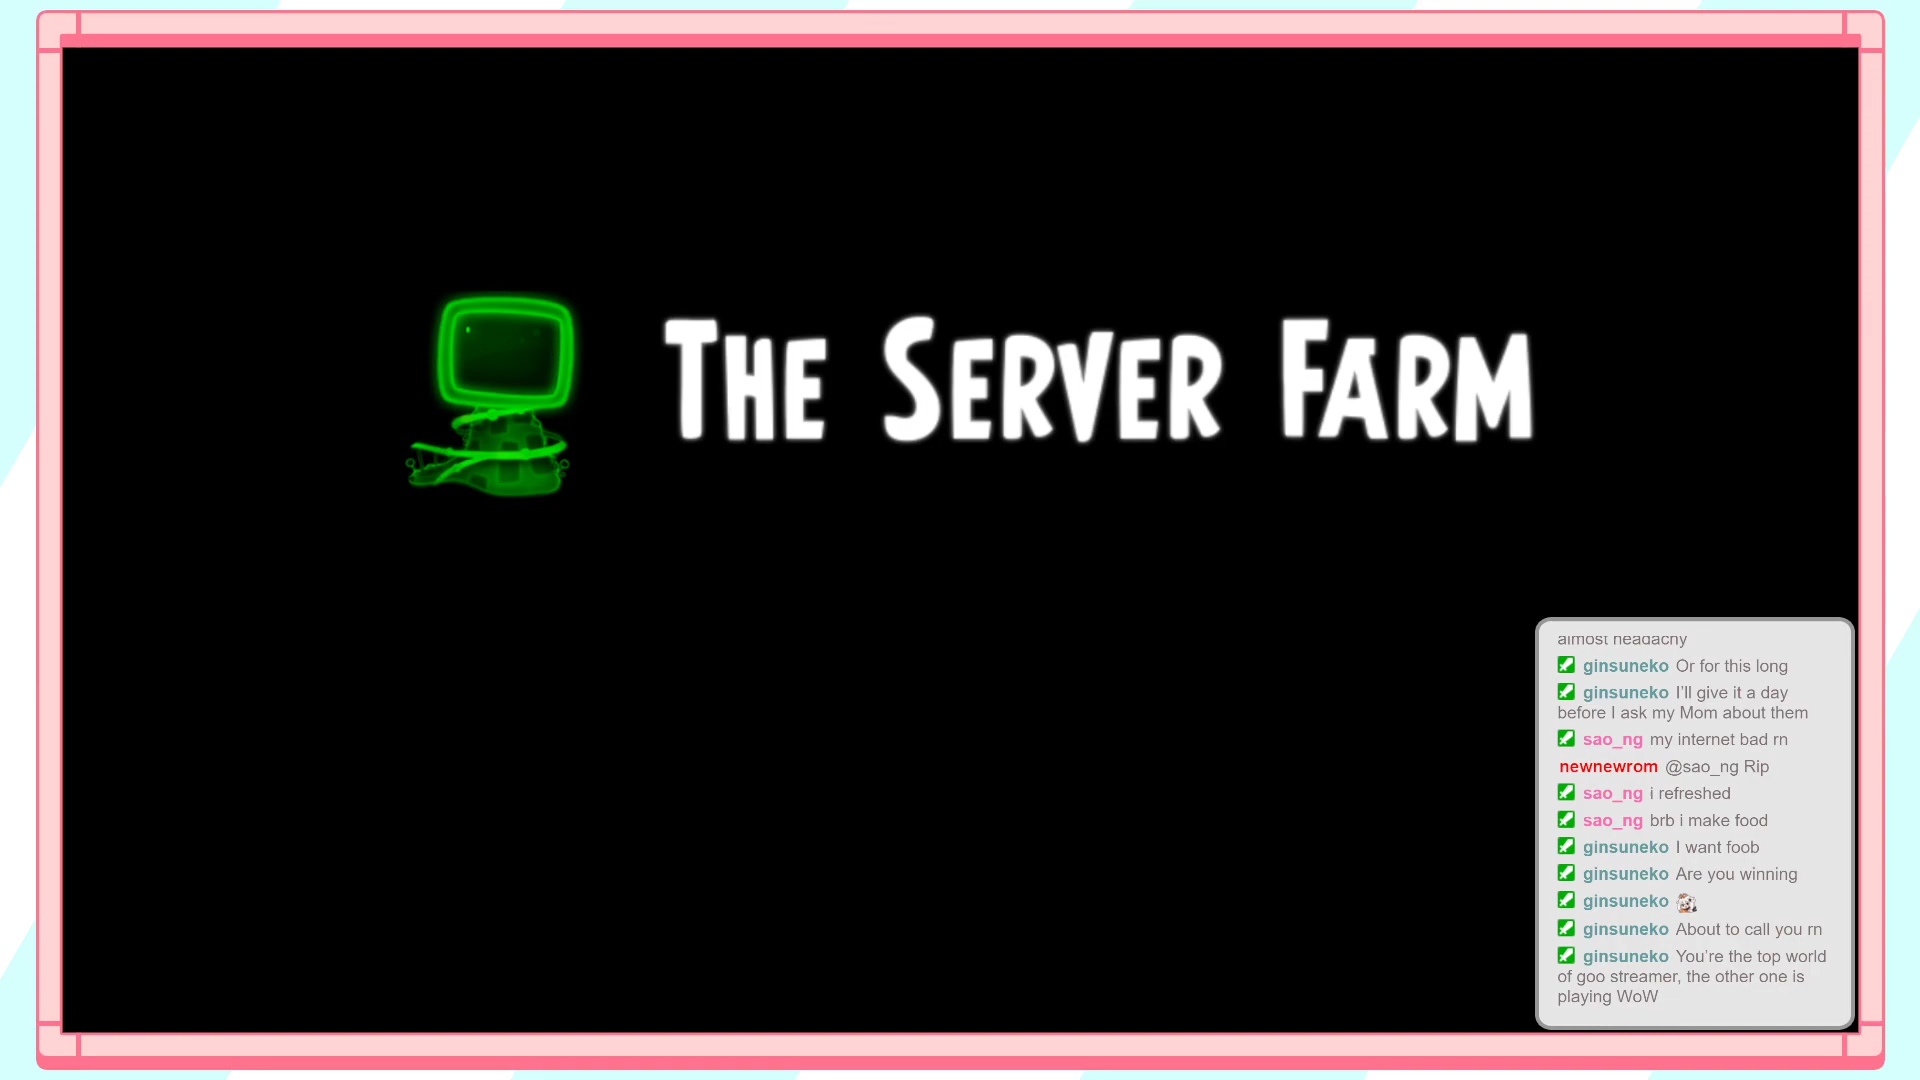 The Server Farm
almost headachy
ginsuneko Or for this long
ginsuneko I'll give it a day
before I ask my Mom about them
sao_ng my internet bad rn
newnewrom @sao_ng Rip
sao_ng i refreshed
sao_ng brb i make food
ginsuneko I want foob
ginsuneko Are you winning
ginsuneko
ginsuneko About to call you rn
ginsuneko You're the top world
of goo streamer, the other one is
playing WoW